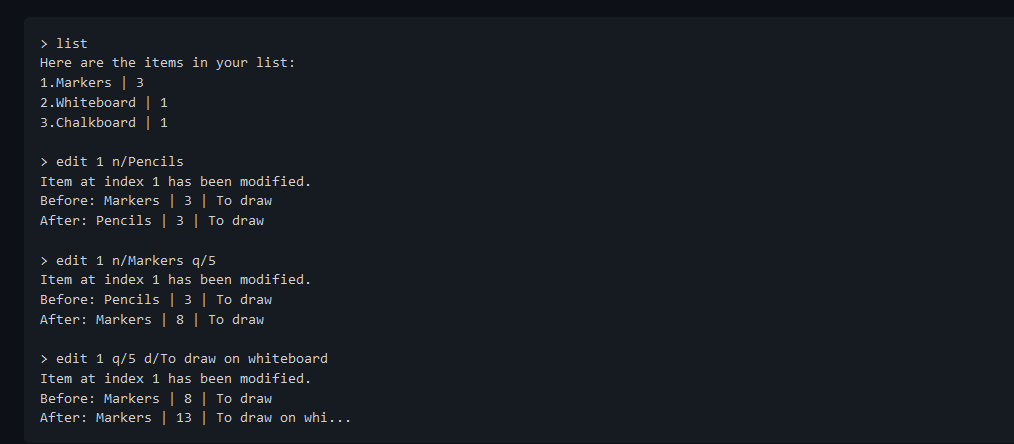 > list
Here are the items in your list:
1.Markers | 3
2.Whiteboard | 1
3.Chalkboard | 1
> edit 1 n/Pencils
Item at index 1 has been modified.
Before: Markers | 3 | To draw
After: Pencils | 3 | To draw
> edit 1 n/Markers q/5
Item at index 1 has been modified.
Before: Pencils | 3 | To draw
After: Markers | 8 | To draw
> edit 1 q/5 d/To draw on whiteboard
Item at index 1 has been modified.
Before: Markers | 8 | To draw
After: Markers | 13 | To draw on whi...